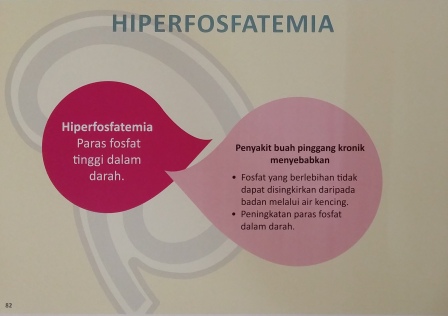 HIPERFOSFATEMIA
Hiperfosfatemia
Paras fosfat
tinggi dalam
darah.
Penyakit buah pinggang kronik
menyebabkan
• Fosfat yang berlebihan tidak
dapat disingkirkan daripada
badan melalui air kencing.
• Peningkatan paras fosfat
dalam darah.
82